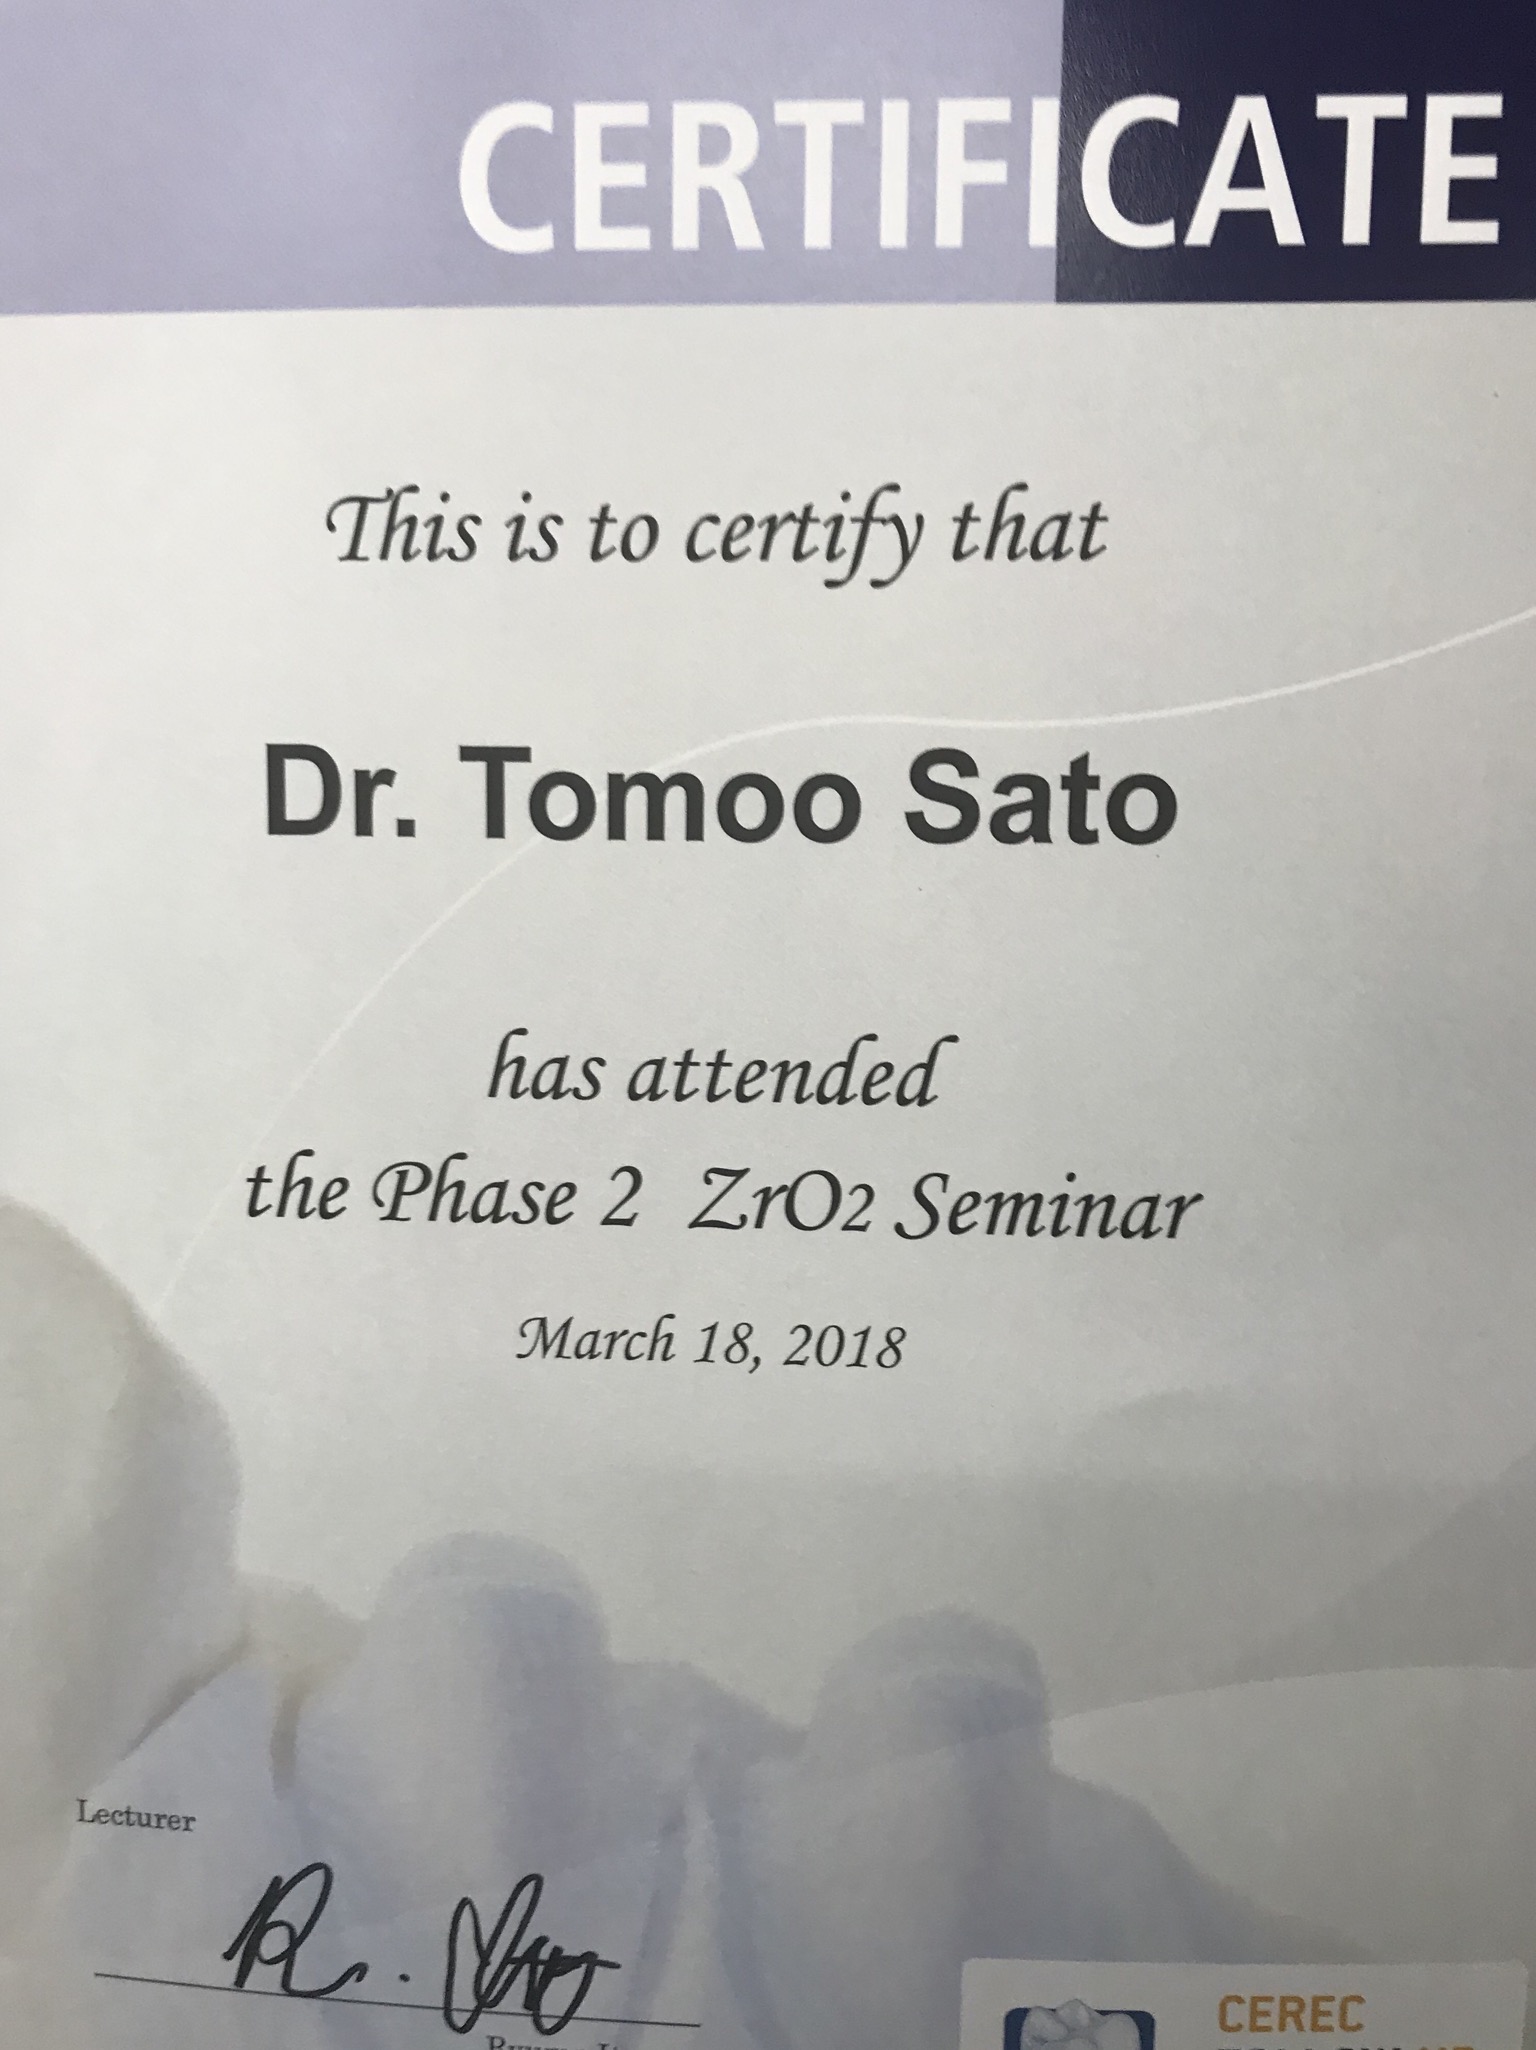 CERTIFICATE
This is to certify that
Dr. Tomoo Sato
has attended
the Phase 2 ZrO2 Seminar
March 18, 2018
Lecturer
CEREC